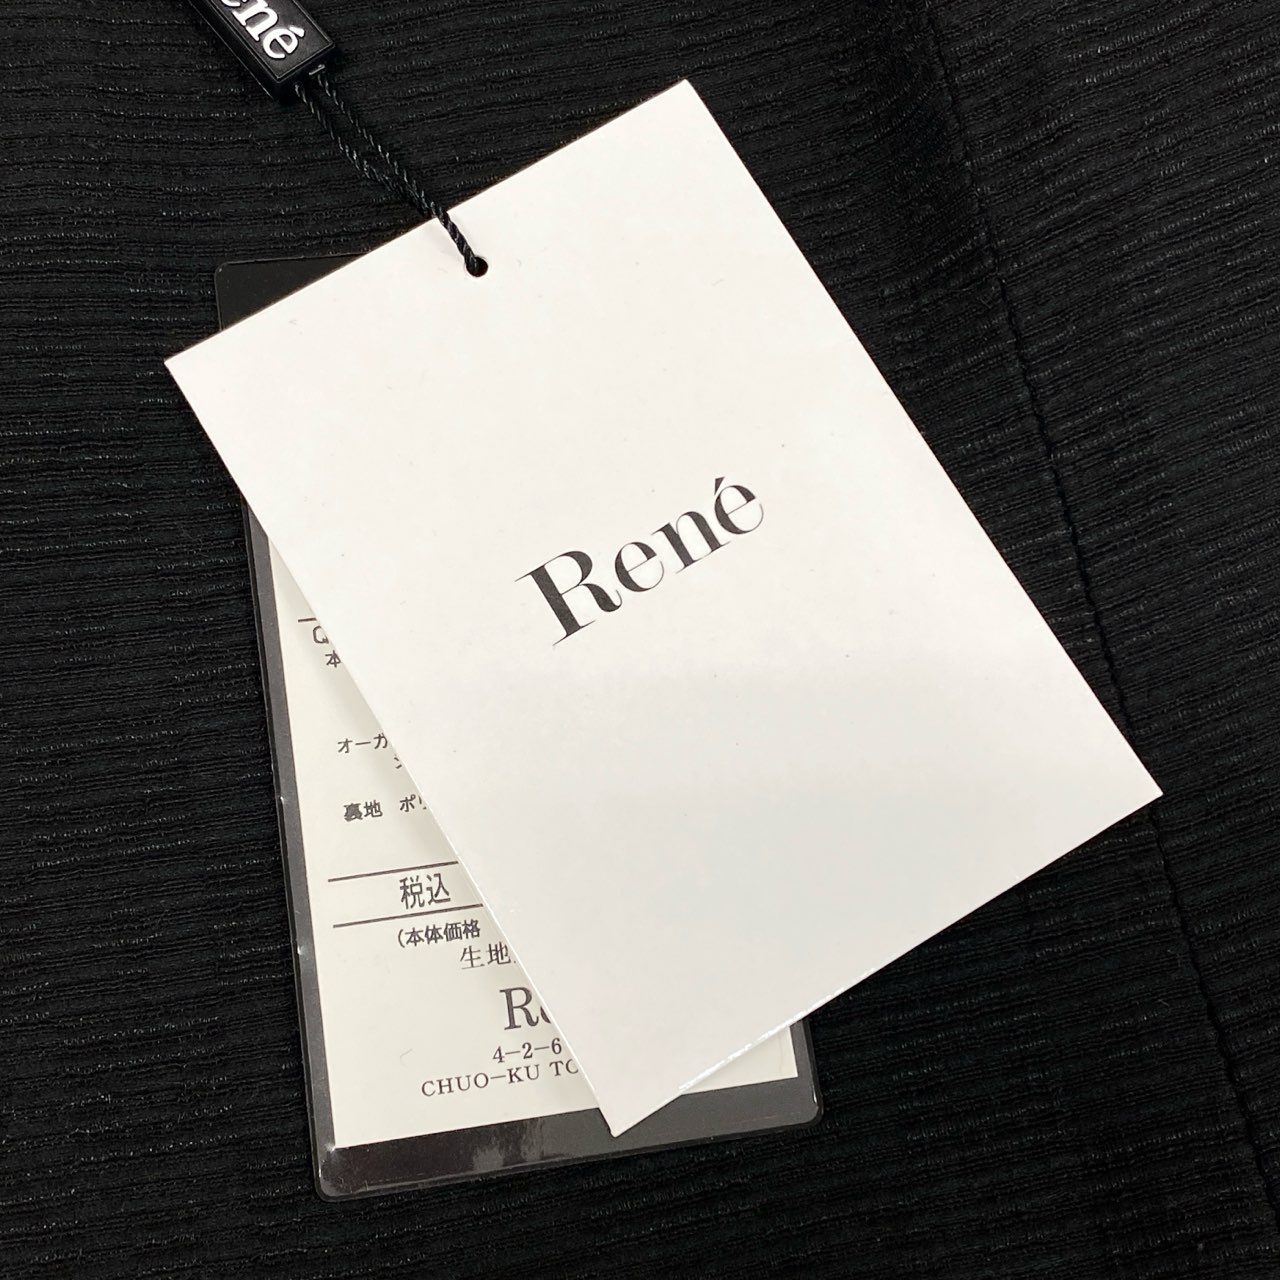 ené
René
本
オーガ
裏地 ポリ
税込
(本体価格
生地
4-2-6
CHUO-KU TO